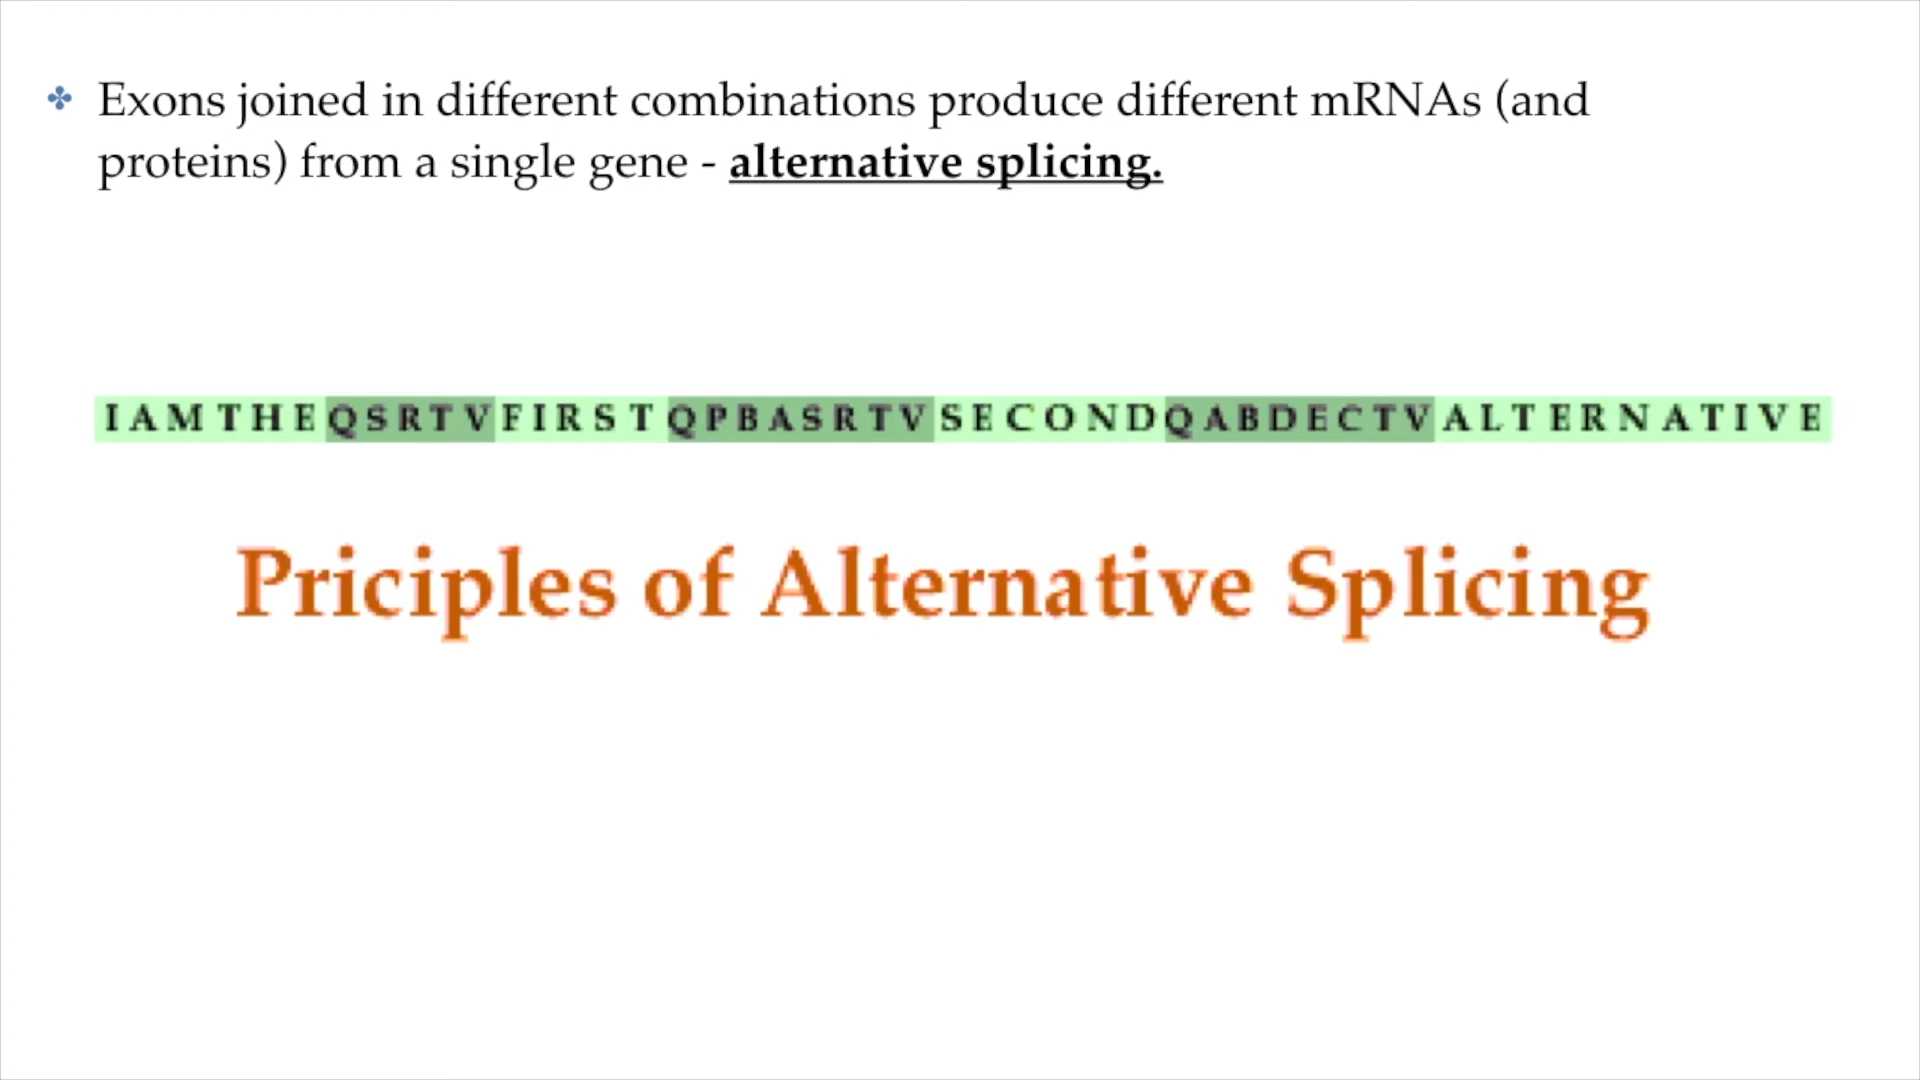 Exons joined in different combinations produce different mRNAs (and
proteins) from a single gene - alternative splicing.
IAMTHEQSRTVFIRSTQPBASRTVSECONDQABDECTVALTERNATIVE
Priciples of Alternative Splicing